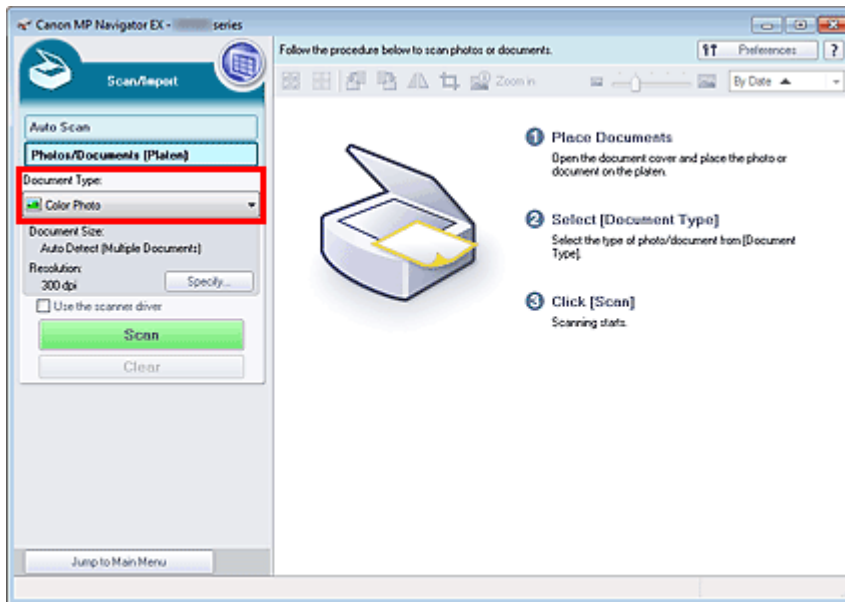 Canon MP Navigator EX - series
Scan/Import
Follow the procedure below to scan photos or documents.
Preferences
?
Zoom in
By Date
Auto Scan
Photos/Documents (Platen)
Document Type:
Color Photo
Document Size:
Auto Detect (Multiple Documents)
Resolution:
300 dpi
Specify...
Use the scanner driver
Scan
Clear
1 Place Documents
Open the document cover and place the photo or
document on the platen.
2 Select [Document Type]
Select the type of photo/document from [Document
Type].
3 Click [Scan]
Scanning starts.
Jump to Main Menu